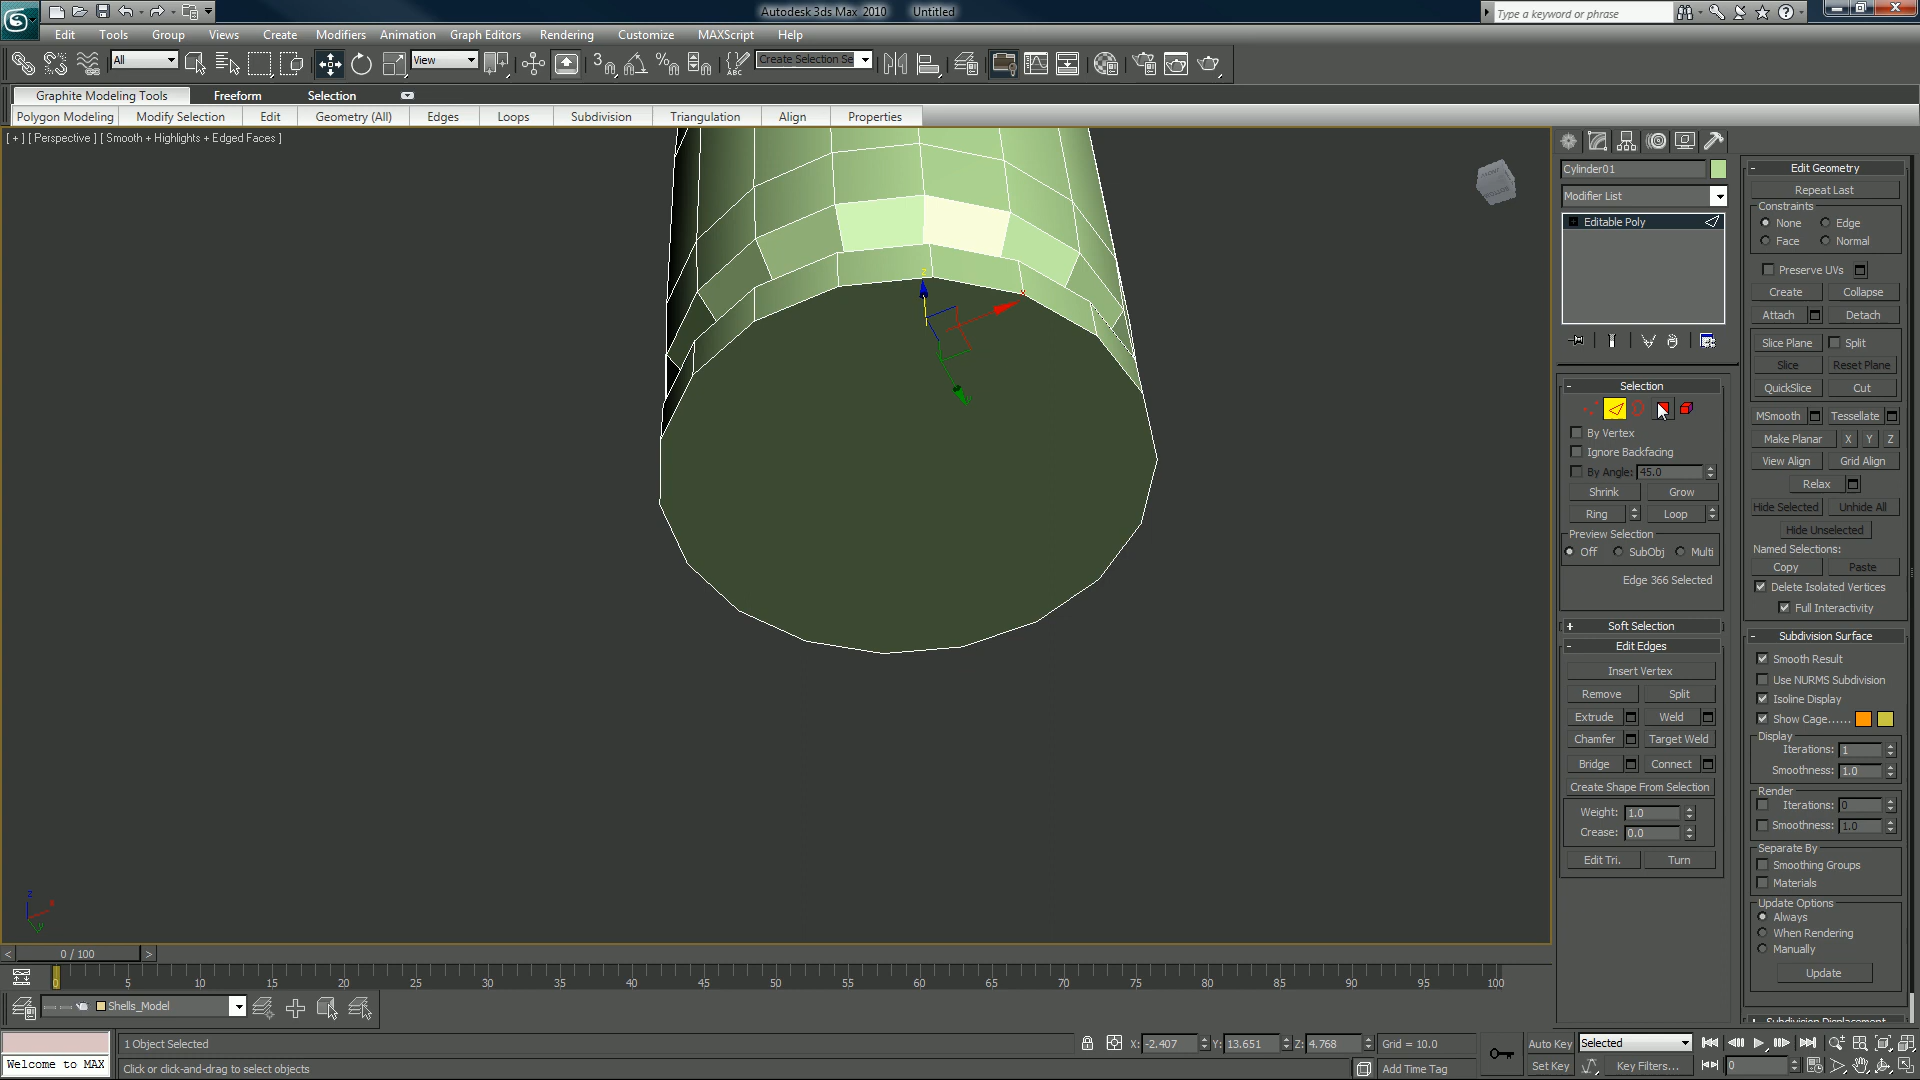 Autodesk 3ds Max 2010 Untitled
Type a keyword or phrase
Edit Tools Group Views Create Modifiers Animation Graph Editors Rendering Customize MAXScript Help
All View Create Selection Se
Graphite Modeling Tools Freeform Selection
Polygon Modeling Modify Selection Edit Geometry (All) Edges Loops Subdivision Triangulation Align Properties
[ + ] [ Perspective ] [ Smooth + Highlights + Edged Faces ]
Cylinder01
Modifier List
Editable Poly
Selection
By Vertex
Ignore Backfacing
By Angle: 45.0
Shrink Grow
Ring Loop
Preview Selection
Off SubObj Multi
Edge 366 Selected
+ Soft Selection
- Edit Edges
Insert Vertex
Remove Split
Extrude Weld
Chamfer Target Weld
Bridge Connect
Create Shape From Selection
Weight: 1.0
Crease: 0.0
Edit Tri. Turn
- Edit Geometry
Repeat Last
Constraints
None Edge
Face Normal
Preserve UVs
Create Collapse
Attach Detach
Slice Plane Split
Slice Reset Plane
QuickSlice Cut
MSmooth Tessellate
Make Planar X Y Z
View Align Grid Align
Relax
Hide Selected Unhide All
Hide Unselected
Named Selections:
Copy Paste
Delete Isolated Vertices
Full Interactivity
- Subdivision Surface
Smooth Result
Use NURMS Subdivision
Isoline Display
Show Cage......
Display
Iterations: 1
Smoothness: 1.0
Render
Iterations: 0
Smoothness: 1.0
Separate By
Smoothing Groups
Materials
Update Options
Always
When Rendering
Manually
Update
+ Subdivision Displacement
z x y
< 0 / 100 >
0 5 10 15 20 25 30 35 40 45 50 55 60 65 70 75 80 85 90 95 100
Shells_Model
1 Object Selected X: -2.407 Y: 13.651 Z: 4.768 Grid = 10.0 Auto Key Selected
Welcome to MAX Click or click-and-drag to select objects Add Time Tag Set Key Key Filters... 0